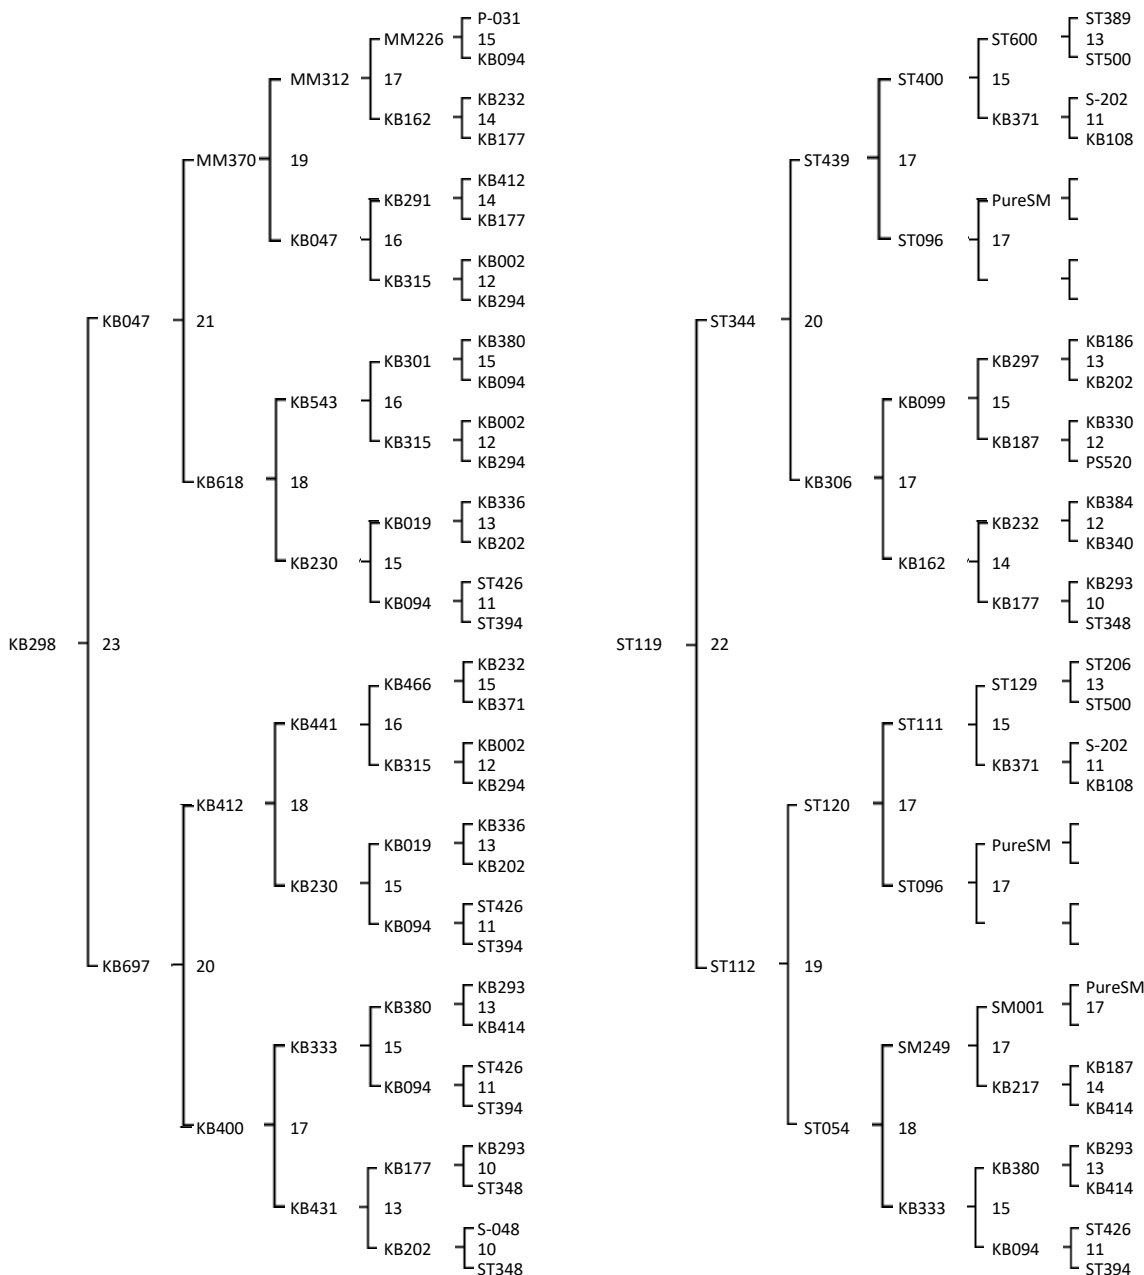 P-031
MM226 15
KB094
MM312 17
KB232
KB162 14
KB177
MM370 19
KB412
KB291 14
KB177
KB047 16
KB002
KB315 12
KB294
KB047 21
KB380
KB301 15
KB094
KB543 16
KB002
KB315 12
KB294
KB618 18
KB336
KB019 13
KB202
KB230 15
ST426
KB094 11
ST394
KB298 23
KB232
KB466 15
KB371
KB441 16
KB002
KB315 12
KB294
KB412 18
KB336
KB019 13
KB202
KB230 15
ST426
KB094 11
ST394
KB697 20
KB293
KB380 13
KB414
KB333 15
ST426
KB094 11
ST394
KB400 17
KB293
KB177 10
ST348
KB431 13
S-048
KB202 10
ST348
ST389
ST600 13
ST500
ST400 15
S-202
KB371 11
KB108
ST439 17
PureSM
ST096 17
ST344 20
KB186
KB297 13
KB202
KB099 15
KB330
KB187 12
PS520
KB306 17
KB384
KB232 12
KB340
KB162 14
KB293
KB177 10
ST348
ST119 22
ST206
ST129 13
ST500
ST111 15
S-202
KB371 11
KB108
ST120 17
PureSM
ST096 17
ST112 19
PureSM
SM001 17
SM249 17
KB187
KB217 14
KB414
ST054 18
KB293
KB380 13
KB414
KB333 15
ST426
KB094 11
ST394